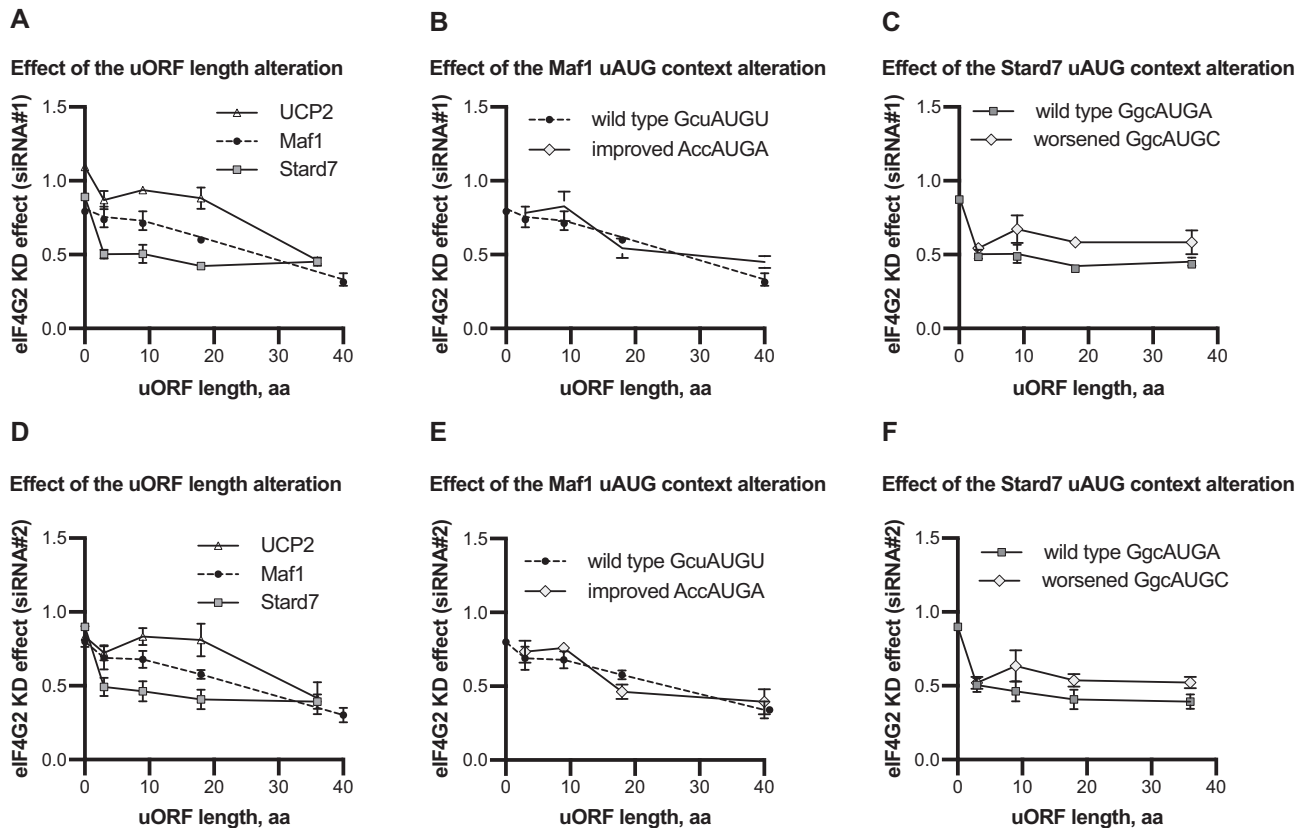 A
Effect of the uORF length alteration
eIF4G2 KD effect (siRNA#1)
1.5
1.0
0.5
0.0
UCP2
Maf1
Stard7
0 10 20 30 40
uORF length, aa
B
Effect of the Maf1 uAUG context alteration
eIF4G2 KD effect (siRNA#1)
1.5
1.0
0.5
0.0
wild type GcuAUGU
improved AccAUGA
0 10 20 30 40
uORF length, aa
C
Effect of the Stard7 uAUG context alteration
eIF4G2 KD effect (siRNA#1)
1.5
1.0
0.5
0.0
wild type GgcAUGA
worsened GgcAUGC
0 10 20 30 40
uORF length, aa
D
Effect of the uORF length alteration
eIF4G2 KD effect (siRNA#2)
1.5
1.0
0.5
0.0
UCP2
Maf1
Stard7
0 10 20 30 40
uORF length, aa
E
Effect of the Maf1 uAUG context alteration
eIF4G2 KD effect (siRNA#2)
1.5
1.0
0.5
0.0
wild type GcuAUGU
improved AccAUGA
0 10 20 30 40
uORF length, aa
F
Effect of the Stard7 uAUG context alteration
eIF4G2 KD effect (siRNA#2)
1.5
1.0
0.5
0.0
wild type GgcAUGA
worsened GgcAUGC
0 10 20 30 40
uORF length, aa